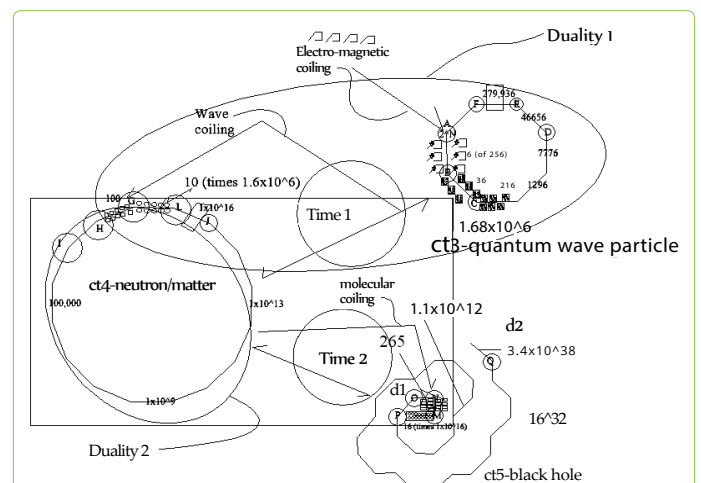 Duality 1
Electro-magnetic
coiling
279,936
F
E
A
2^N
46656
D
7776
6 (of 256)
B
36
216
1296
C
1.68x10^6
ct3-quantum wave particle
Wave
coiling
10 (times 1.6x10^6)
100
G
L
1x10^16
H
J
I
Time 1
ct4-neutron/matter
100,000
1x10^13
1x10^9
Duality 2
molecular
coiling
1.1x10^12
Time 2
265
d2
3.4x10^38
Q
d1
O
P
M
16 (times 1x10^16)
16^32
ct5-black hole